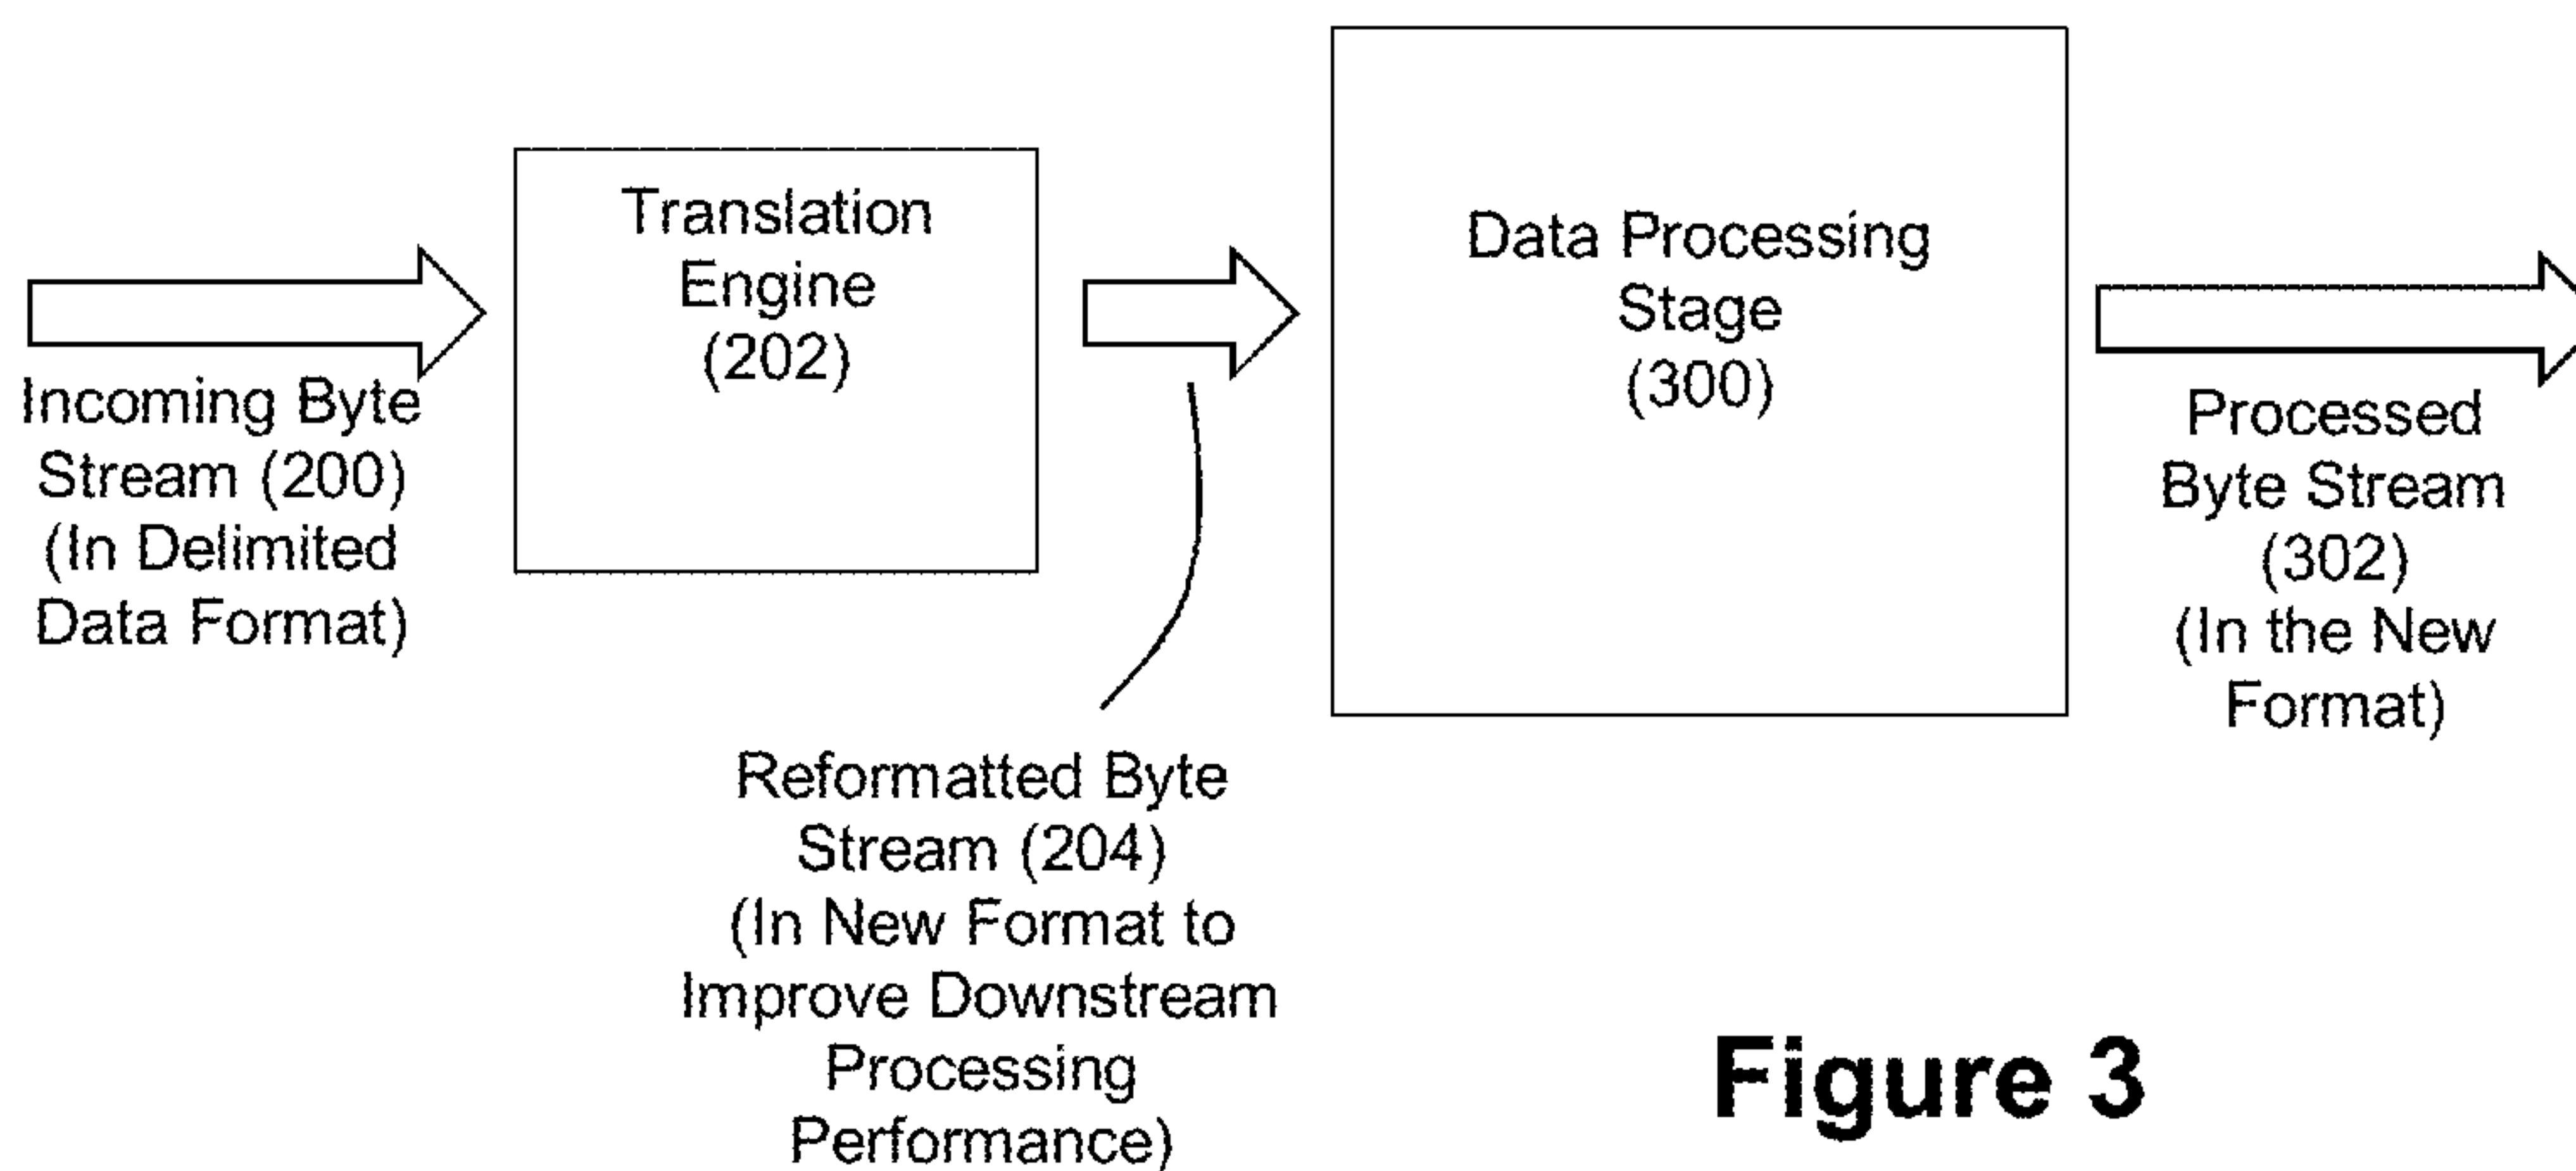 Incoming Byte
Stream (200)
(In Delimited
Data Format)
Translation
Engine
(202)
Reformatted Byte
Stream (204)
(In New Format to
Improve Downstream
Processing
Performance)
Data Processing
Stage
(300)
Processed
Byte Stream
(302)
(In the New
Format)
Figure 3